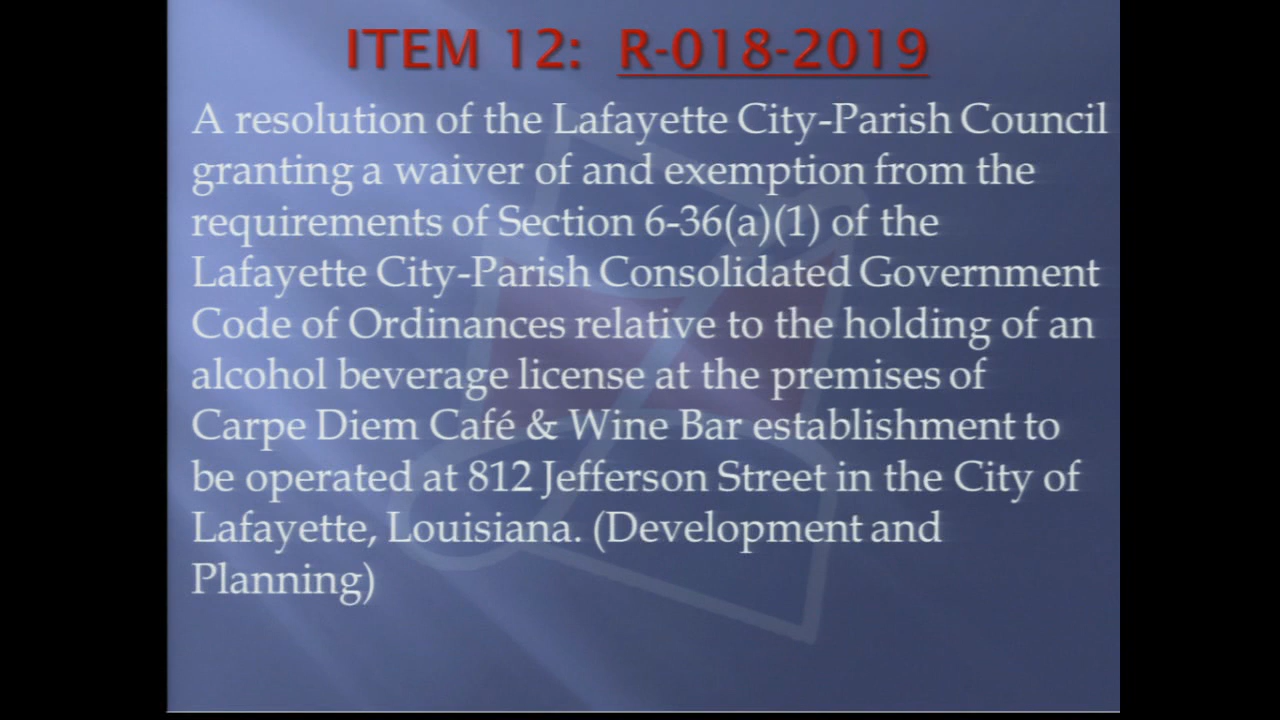 ITEM 12: R-018-2019
A resolution of the Lafayette City-Parish Council
granting a waiver of and exemption from the
requirements of Section 6-36(a)(1) of the
Lafayette City-Parish Consolidated Government
Code of Ordinances relative to the holding of an
alcohol beverage license at the premises of
Carpe Diem Café & Wine Bar establishment to
be operated at 812 Jefferson Street in the City of
Lafayette, Louisiana. (Development and
Planning)